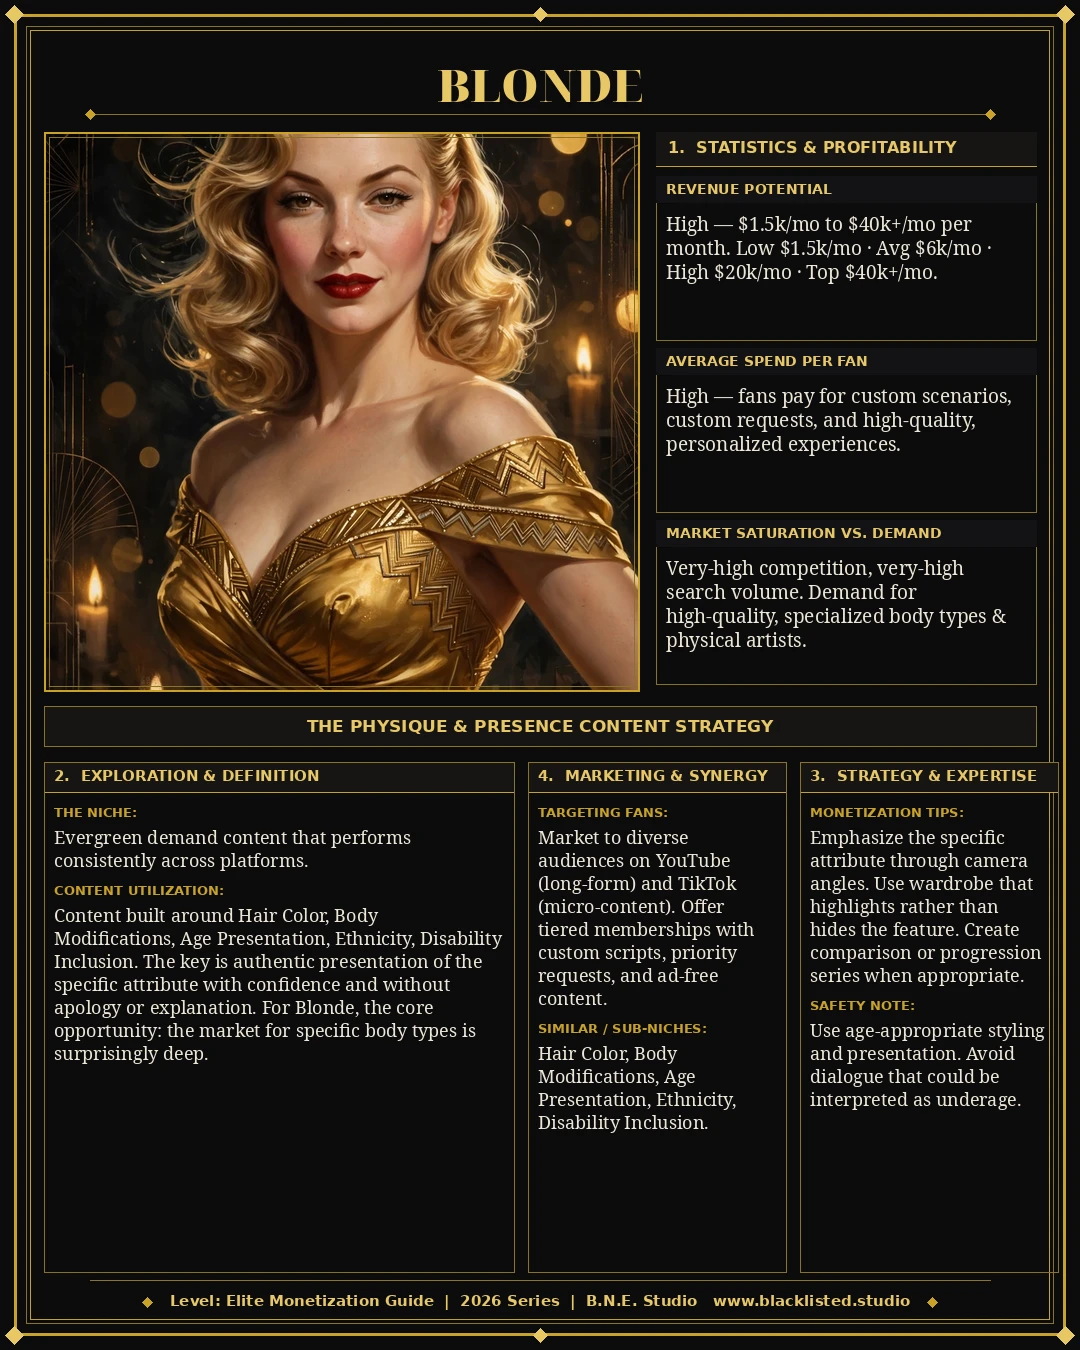 BLONDE
1. STATISTICS & PROFITABILITY
REVENUE POTENTIAL
High — $1.5k/mo to $40k+/mo per
month. Low $1.5k/mo · Avg $6k/mo ·
High $20k/mo · Top $40k+/mo.
AVERAGE SPEND PER FAN
High — fans pay for custom scenarios,
custom requests, and high-quality,
personalized experiences.
MARKET SATURATION VS. DEMAND
Very-high competition, very-high
search volume. Demand for
high-quality, specialized body types &
physical artists.
THE PHYSIQUE & PRESENCE CONTENT STRATEGY
2. EXPLORATION & DEFINITION
THE NICHE:
Evergreen demand content that performs
consistently across platforms.
CONTENT UTILIZATION:
Content built around Hair Color, Body
Modifications, Age Presentation, Ethnicity, Disability
Inclusion. The key is authentic presentation of the
specific attribute with confidence and without
apology or explanation. For Blonde, the core
opportunity: the market for specific body types is
surprisingly deep.
4. MARKETING & SYNERGY
TARGETING FANS:
Market to diverse
audiences on YouTube
(long-form) and TikTok
(micro-content). Offer
tiered memberships with
custom scripts, priority
requests, and ad-free
content.
SIMILAR / SUB-NICHES:
Hair Color, Body
Modifications, Age
Presentation, Ethnicity,
Disability Inclusion.
3. STRATEGY & EXPERTISE
MONETIZATION TIPS:
Emphasize the specific
attribute through camera
angles. Use wardrobe that
highlights rather than
hides the feature. Create
comparison or progression
series when appropriate.
SAFETY NOTE:
Use age-appropriate styling
and presentation. Avoid
dialogue that could be
interpreted as underage.
Level: Elite Monetization Guide | 2026 Series | B.N.E. Studio www.blacklisted.studio